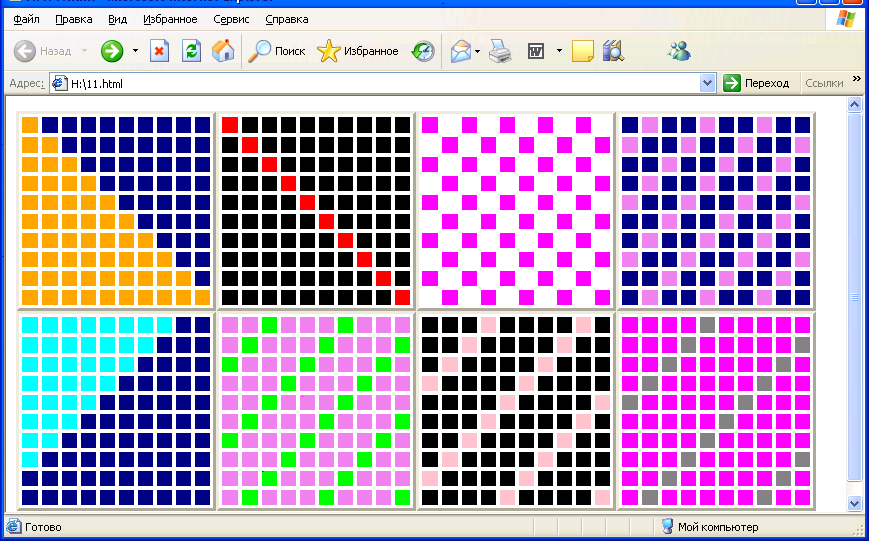 Файл Правка Вид Избранное Сервис Справка
Назад Поиск Избранное
Адрес: H:\11.html Переход Ссылки »
Готово Мой компьютер